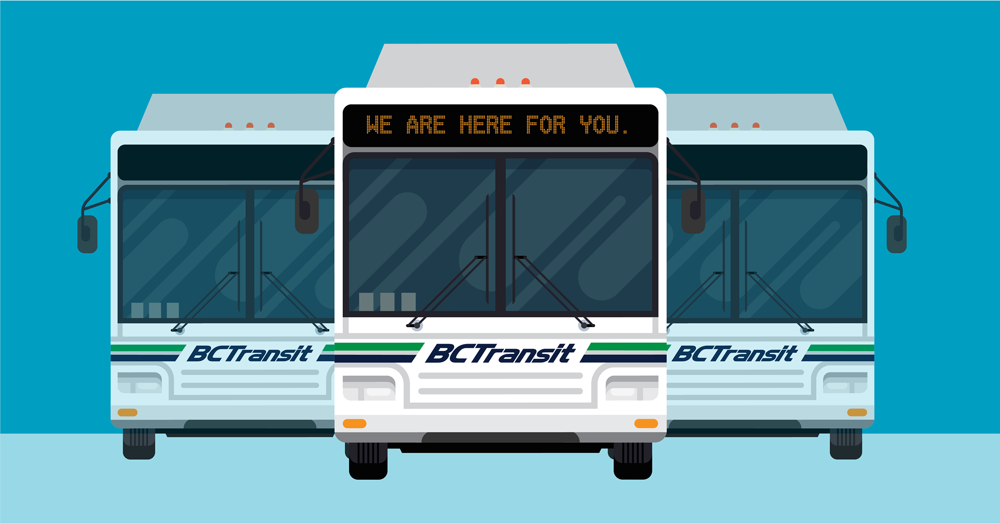 WE ARE HERE FOR YOU.
BCTransit
BCTransit
BCTransit